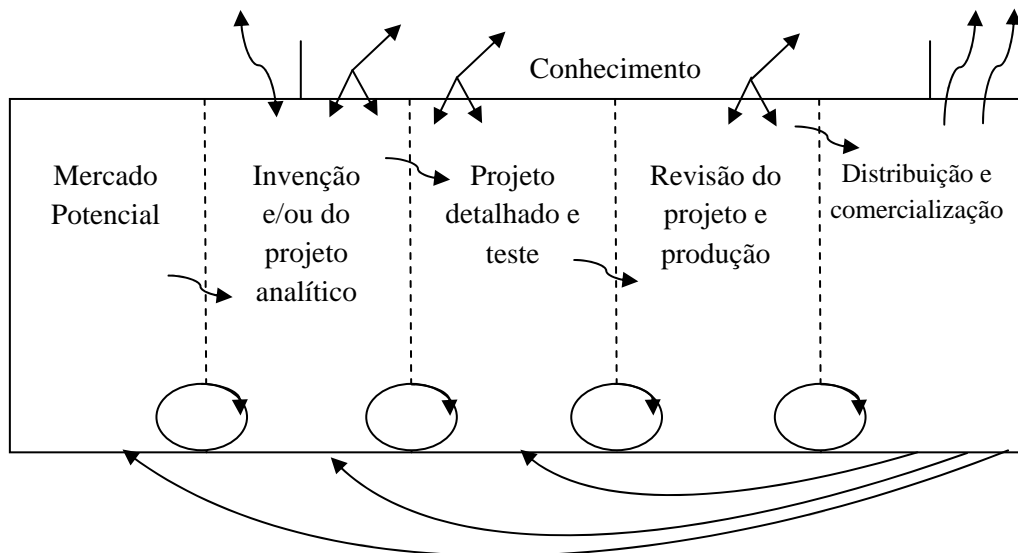 Conhecimento
Mercado
Potencial
Invenção
e/ou do
projeto
analítico
Projeto
detalhado e
teste
Revisão do
projeto e
produção
Distribuição e
comercialização